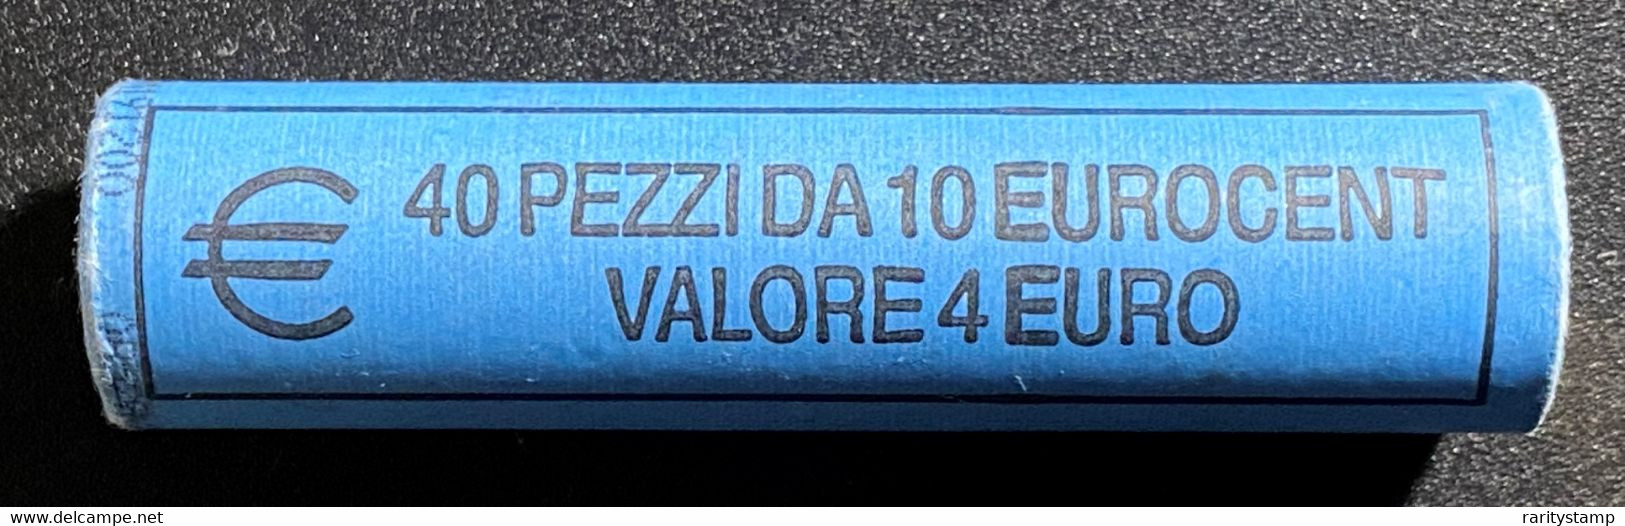 € 40 PEZZI DA 10 EUROCENT
VALORE 4 EURO
www.delcampe.net
raritystamp